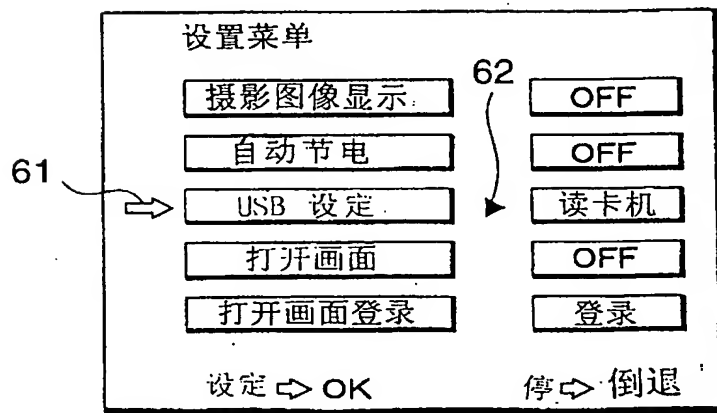 设置菜单
62
摄影图像显示 OFF
自动节电 OFF
61
USB 设定 ▶ 读卡机
打开画面 OFF
打开画面登录 登录
设定 ⇨ OK 停 ⇨ 倒退